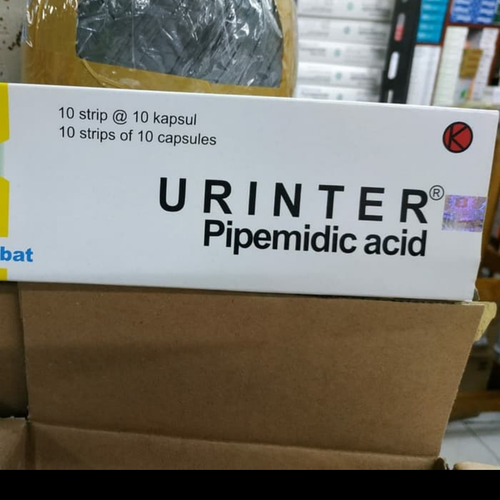 10 strip @ 10 kapsul
10 strips of 10 capsules
K
URINTER®
Pipemidic acid
bat